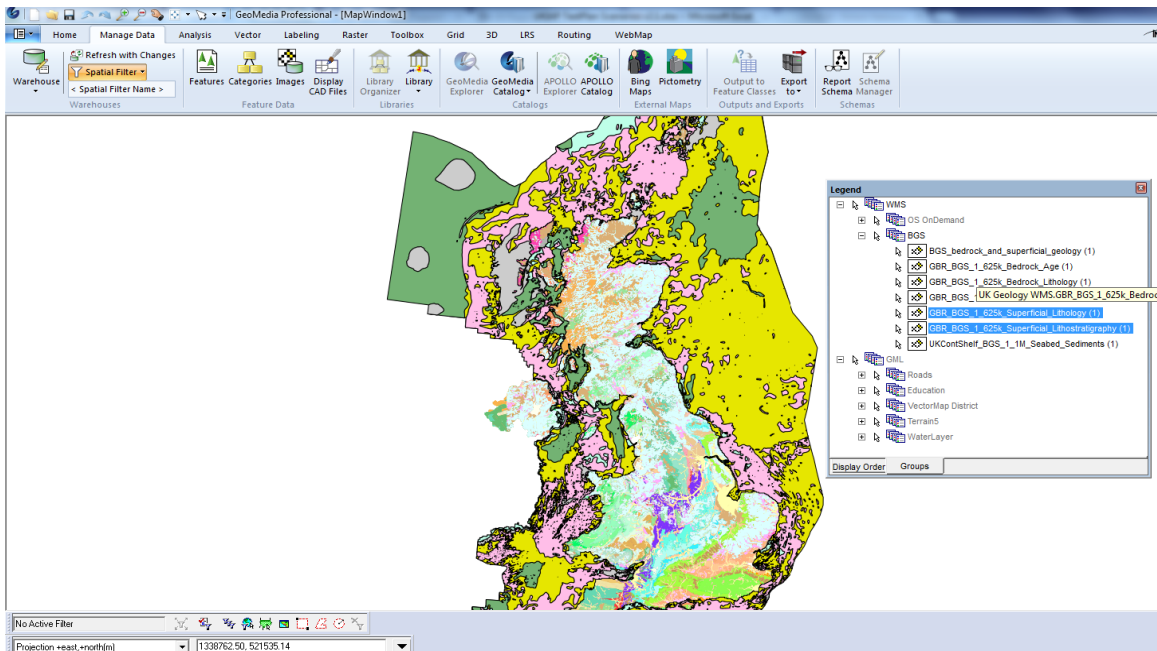 GeoMedia Professional - [MapWindow1]
Home Manage Data Analysis Vector Labeling Raster Toolbox Grid 3D LRS Routing WebMap
Warehouse
Refresh with Changes
Spatial Filter
< Spatial Filter Name >
Warehouses
Features Categories Images Display CAD Files
Feature Data
Library Organizer Library
Libraries
GeoMedia Explorer GeoMedia Catalog APOLLO Explorer APOLLO Catalog
Catalogs
Bing Maps Pictometry
External Maps
Output to Feature Classes Export to
Outputs and Exports
Report Schema Schema Manager
Schemas
Legend
WMS
OS OnDemand
BGS
BGS_bedrock_and_superficial_geology (1)
GBR_BGS_1_625k_Bedrock_Age (1)
GBR_BGS_1_625k_Bedrock_Lithology (1)
GBR_BGS
UK Geology WMS.GBR_BGS_1_625k_Bedroc
GBR_BGS_1_625k_Superficial_Lithology (1)
GBR_BGS_1_625k_Superficial_Lithostratigraphy (1)
UKContShelf_BGS_1_1M_Seabed_Sediments (1)
GML
Roads
Education
VectorMap District
Terrain5
WaterLayer
Display Order Groups
No Active Filter
Projection +east,+north(m) 1338762.50, 521535.14